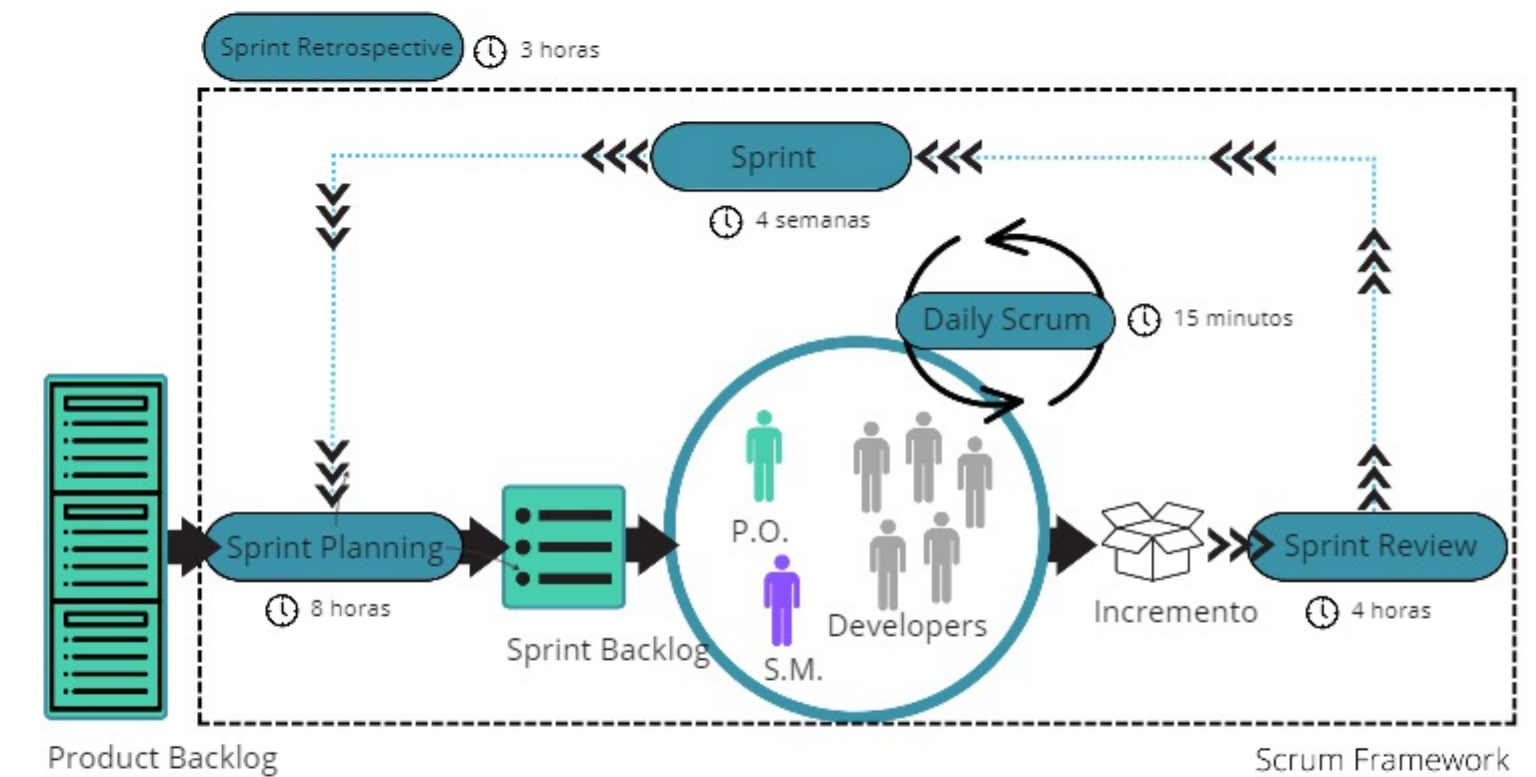 Sprint Retrospective
3 horas
Sprint
4 semanas
Daily Scrum
15 minutos
P.O.
Sprint Planning
Sprint Review
8 horas
Developers
Incremento
4 horas
Sprint Backlog
S.M.
Product Backlog
Scrum Framework